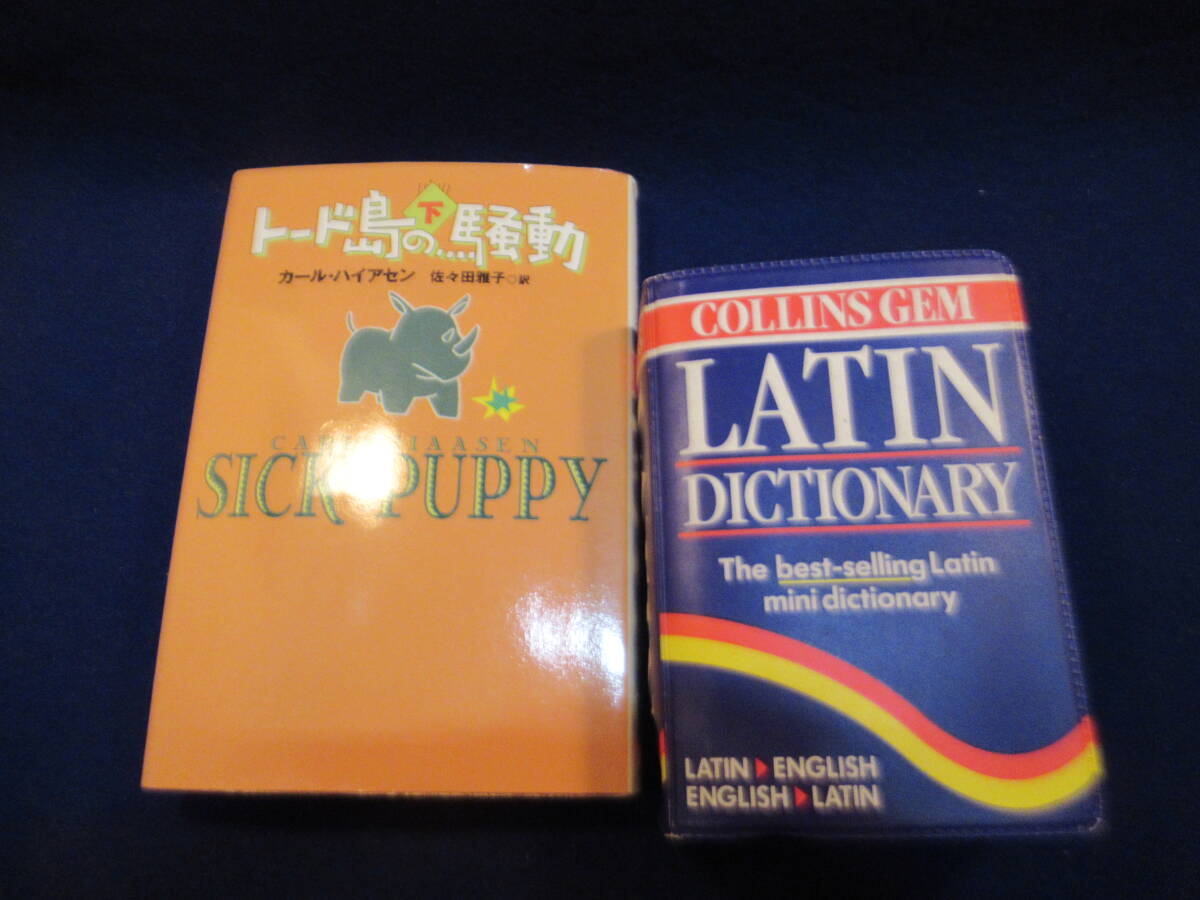 下
トード島の騒動
カール・ハイアセン 佐々田雅子◎訳
CARL HIAASEN
SICK PUPPY
COLLINS GEM
LATIN
DICTIONARY
The best-selling Latin
mini dictionary
LATIN ▶ ENGLISH
ENGLISH ▶ LATIN